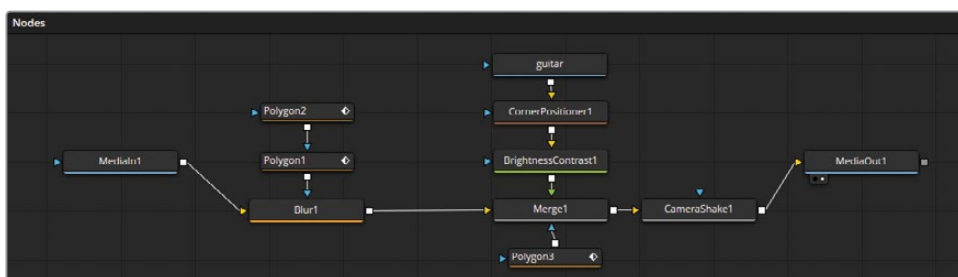 Nodes
guitar
Polygon2
CornerPositioner1
MediaIn1
Polygon1
BrightnessContrast1
MediaOut1
Blur1
Merge1
CameraShake1
Polygon3